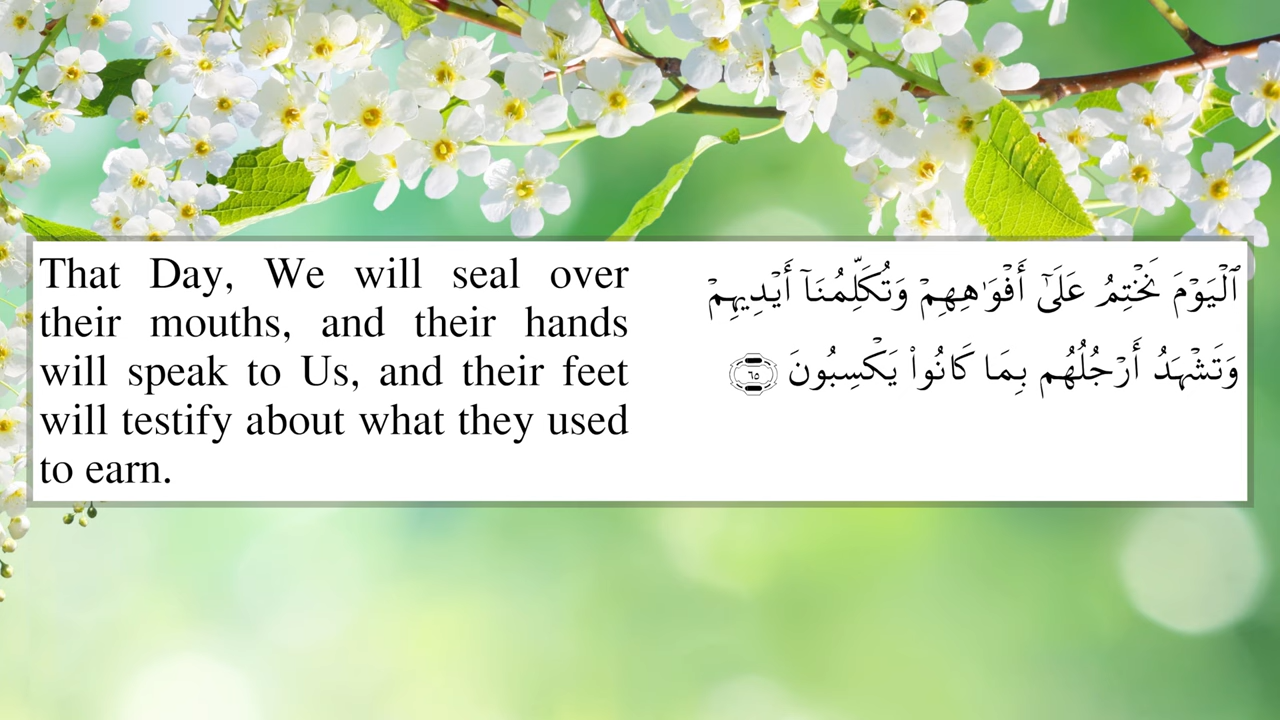 That Day, We will seal over
their mouths, and their hands
will speak to Us, and their feet
will testify about what they used
to earn.
ٱلْيَوْمَ نَخْتِمُ عَلَىٰٓ أَفْوَٰهِهِمْ وَتُكَلِّمُنَآ أَيْدِيهِمْ
وَتَشْهَدُ أَرْجُلُهُم بِمَا كَانُوا۟ يَكْسِبُونَ ٦٥